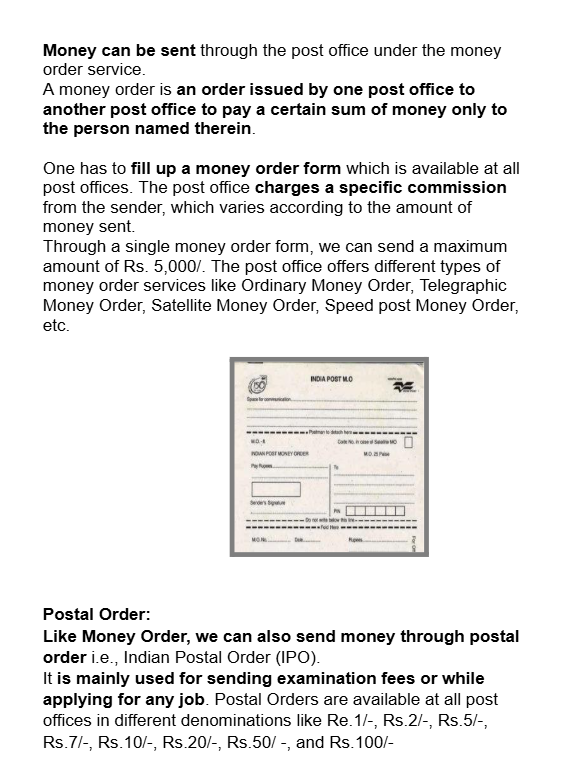 Money can be sent through the post office under the money
order service.
A money order is an order issued by one post office to
another post office to pay a certain sum of money only to
the person named therein.
One has to fill up a money order form which is available at all
post offices. The post office charges a specific commission
from the sender, which varies according to the amount of
money sent.
Through a single money order form, we can send a maximum
amount of Rs. 5,000/. The post office offers different types of
money order services like Ordinary Money Order, Telegraphic
Money Order, Satellite Money Order, Speed post Money Order,
etc.
INDIA POST M.O
Space for communication
Postman to detach here
M.O.-8
Code No. in case of Satellite MO
INDIAN POST MONEY ORDER
M.O. 25 Paise
Pay Rupees
To
Sender's Signature
PIN
Do not write below this line
Fold Here
M.O No.
Date
Rupees
Postal Order:
Like Money Order, we can also send money through postal
order i.e., Indian Postal Order (IPO).
It is mainly used for sending examination fees or while
applying for any job. Postal Orders are available at all post
offices in different denominations like Re.1/-, Rs.2/-, Rs.5/-,
Rs.7/-, Rs.10/-, Rs.20/-, Rs.50/ -, and Rs.100/-